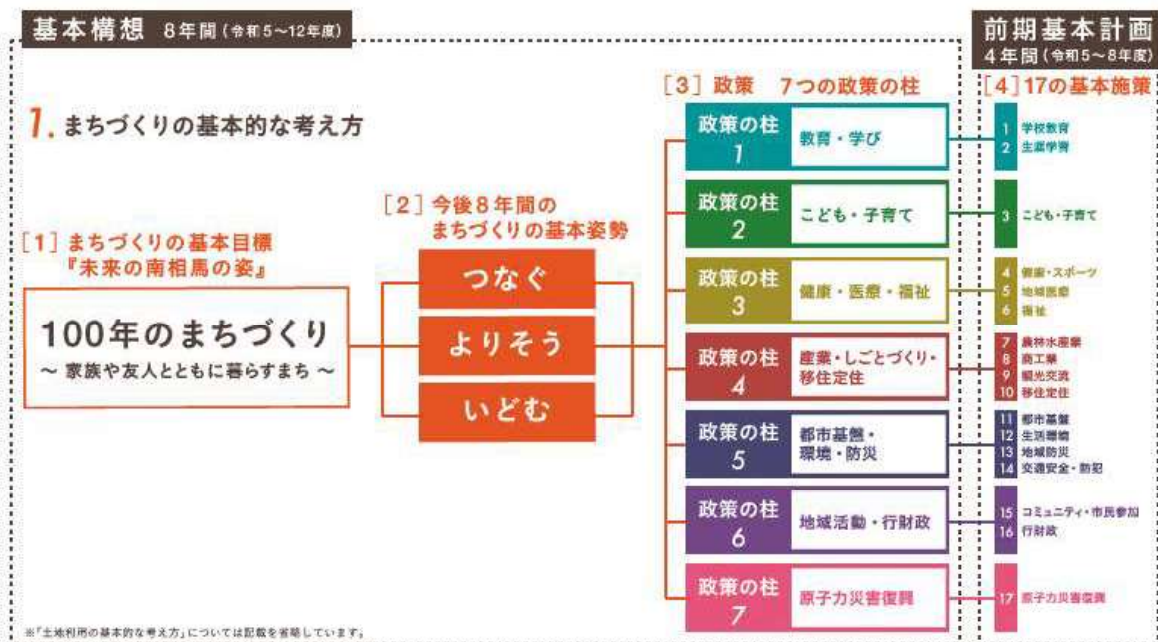 基本構想 8年間(令和5～12年度)
前期基本計画
4年間(令和5～8年度)
1. まちづくりの基本的な考え方
[1] まちづくりの基本目標
『未来の南相馬の姿』
100年のまちづくり
～ 家族や友人とともに暮らすまち ～
[2] 今後8年間の
まちづくりの基本姿勢
つなぐ
よりそう
いどむ
[3] 政策 7つの政策の柱
政策の柱
1
教育・学び
政策の柱
2
こども・子育て
政策の柱
3
健康・医療・福祉
政策の柱
4
産業・しごとづくり・
移住定住
政策の柱
5
都市基盤・
環境・防災
政策の柱
6
地域活動・行財政
政策の柱
7
原子力災害復興
[4] 17の基本施策
1 学校教育
2 生涯学習
3 こども・子育て
4 健康・スポーツ
5 地域医療
6 福祉
7 農林水産業
8 商工業
9 観光交流
10 移住定住
11 都市基盤
12 生活環境
13 地域防災
14 交通安全・防犯
15 コミュニティ・市民参加
16 行財政
17 原子力災害復興
※「土地利用の基本的な考え方」については記載を省略しています。